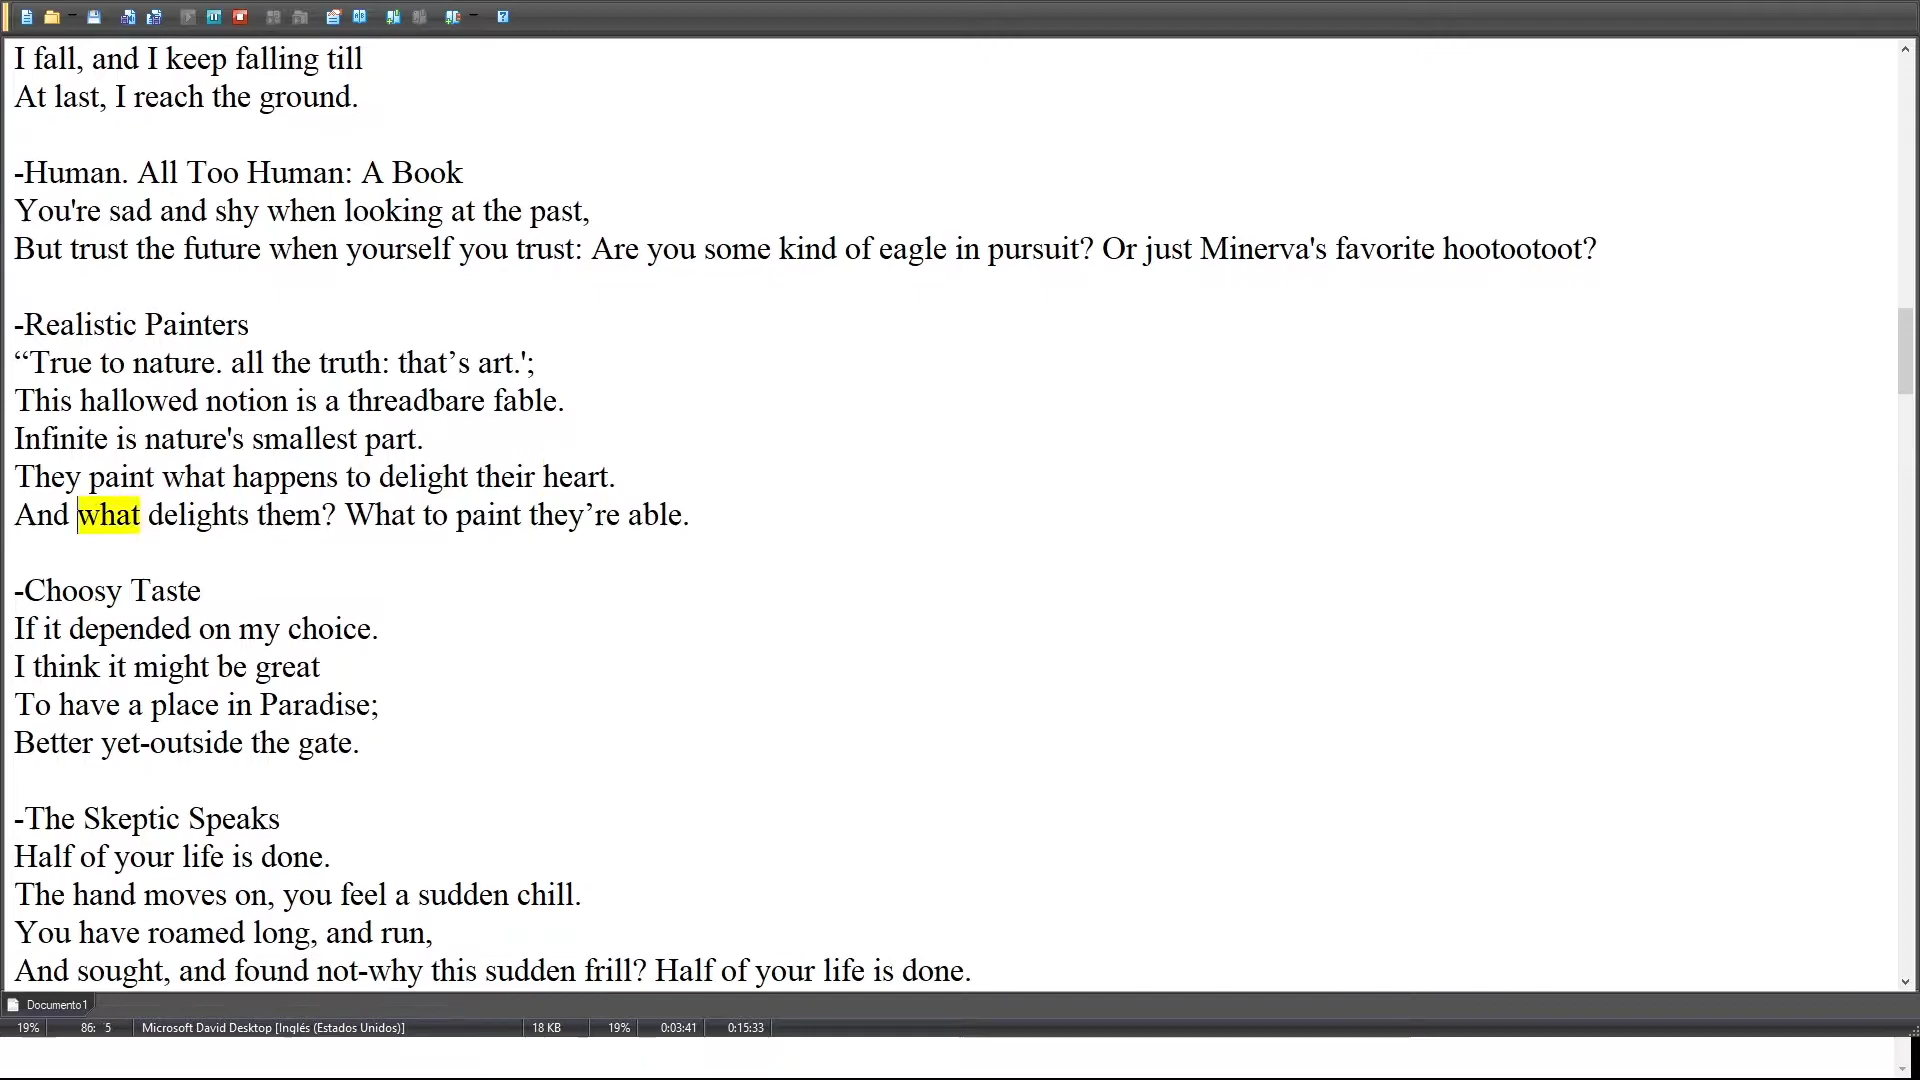 I fall, and I keep falling till
At last, I reach the ground.
-Human. All Too Human: A Book
You're sad and shy when looking at the past,
But trust the future when yourself you trust: Are you some kind of eagle in pursuit? Or just Minerva's favorite hootootoot?
-Realistic Painters
“True to nature. all the truth: that’s art.';
This hallowed notion is a threadbare fable.
Infinite is nature's smallest part.
They paint what happens to delight their heart.
And what delights them? What to paint they’re able.
-Choosy Taste
If it depended on my choice.
I think it might be great
To have a place in Paradise;
Better yet-outside the gate.
-The Skeptic Speaks
Half of your life is done.
The hand moves on, you feel a sudden chill.
You have roamed long, and run,
And sought, and found not-why this sudden frill? Half of your life is done.
Documento1
19% 86: 5 Microsoft David Desktop [Inglés (Estados Unidos)] 18 KB 19% 0:03:41 0:15:33